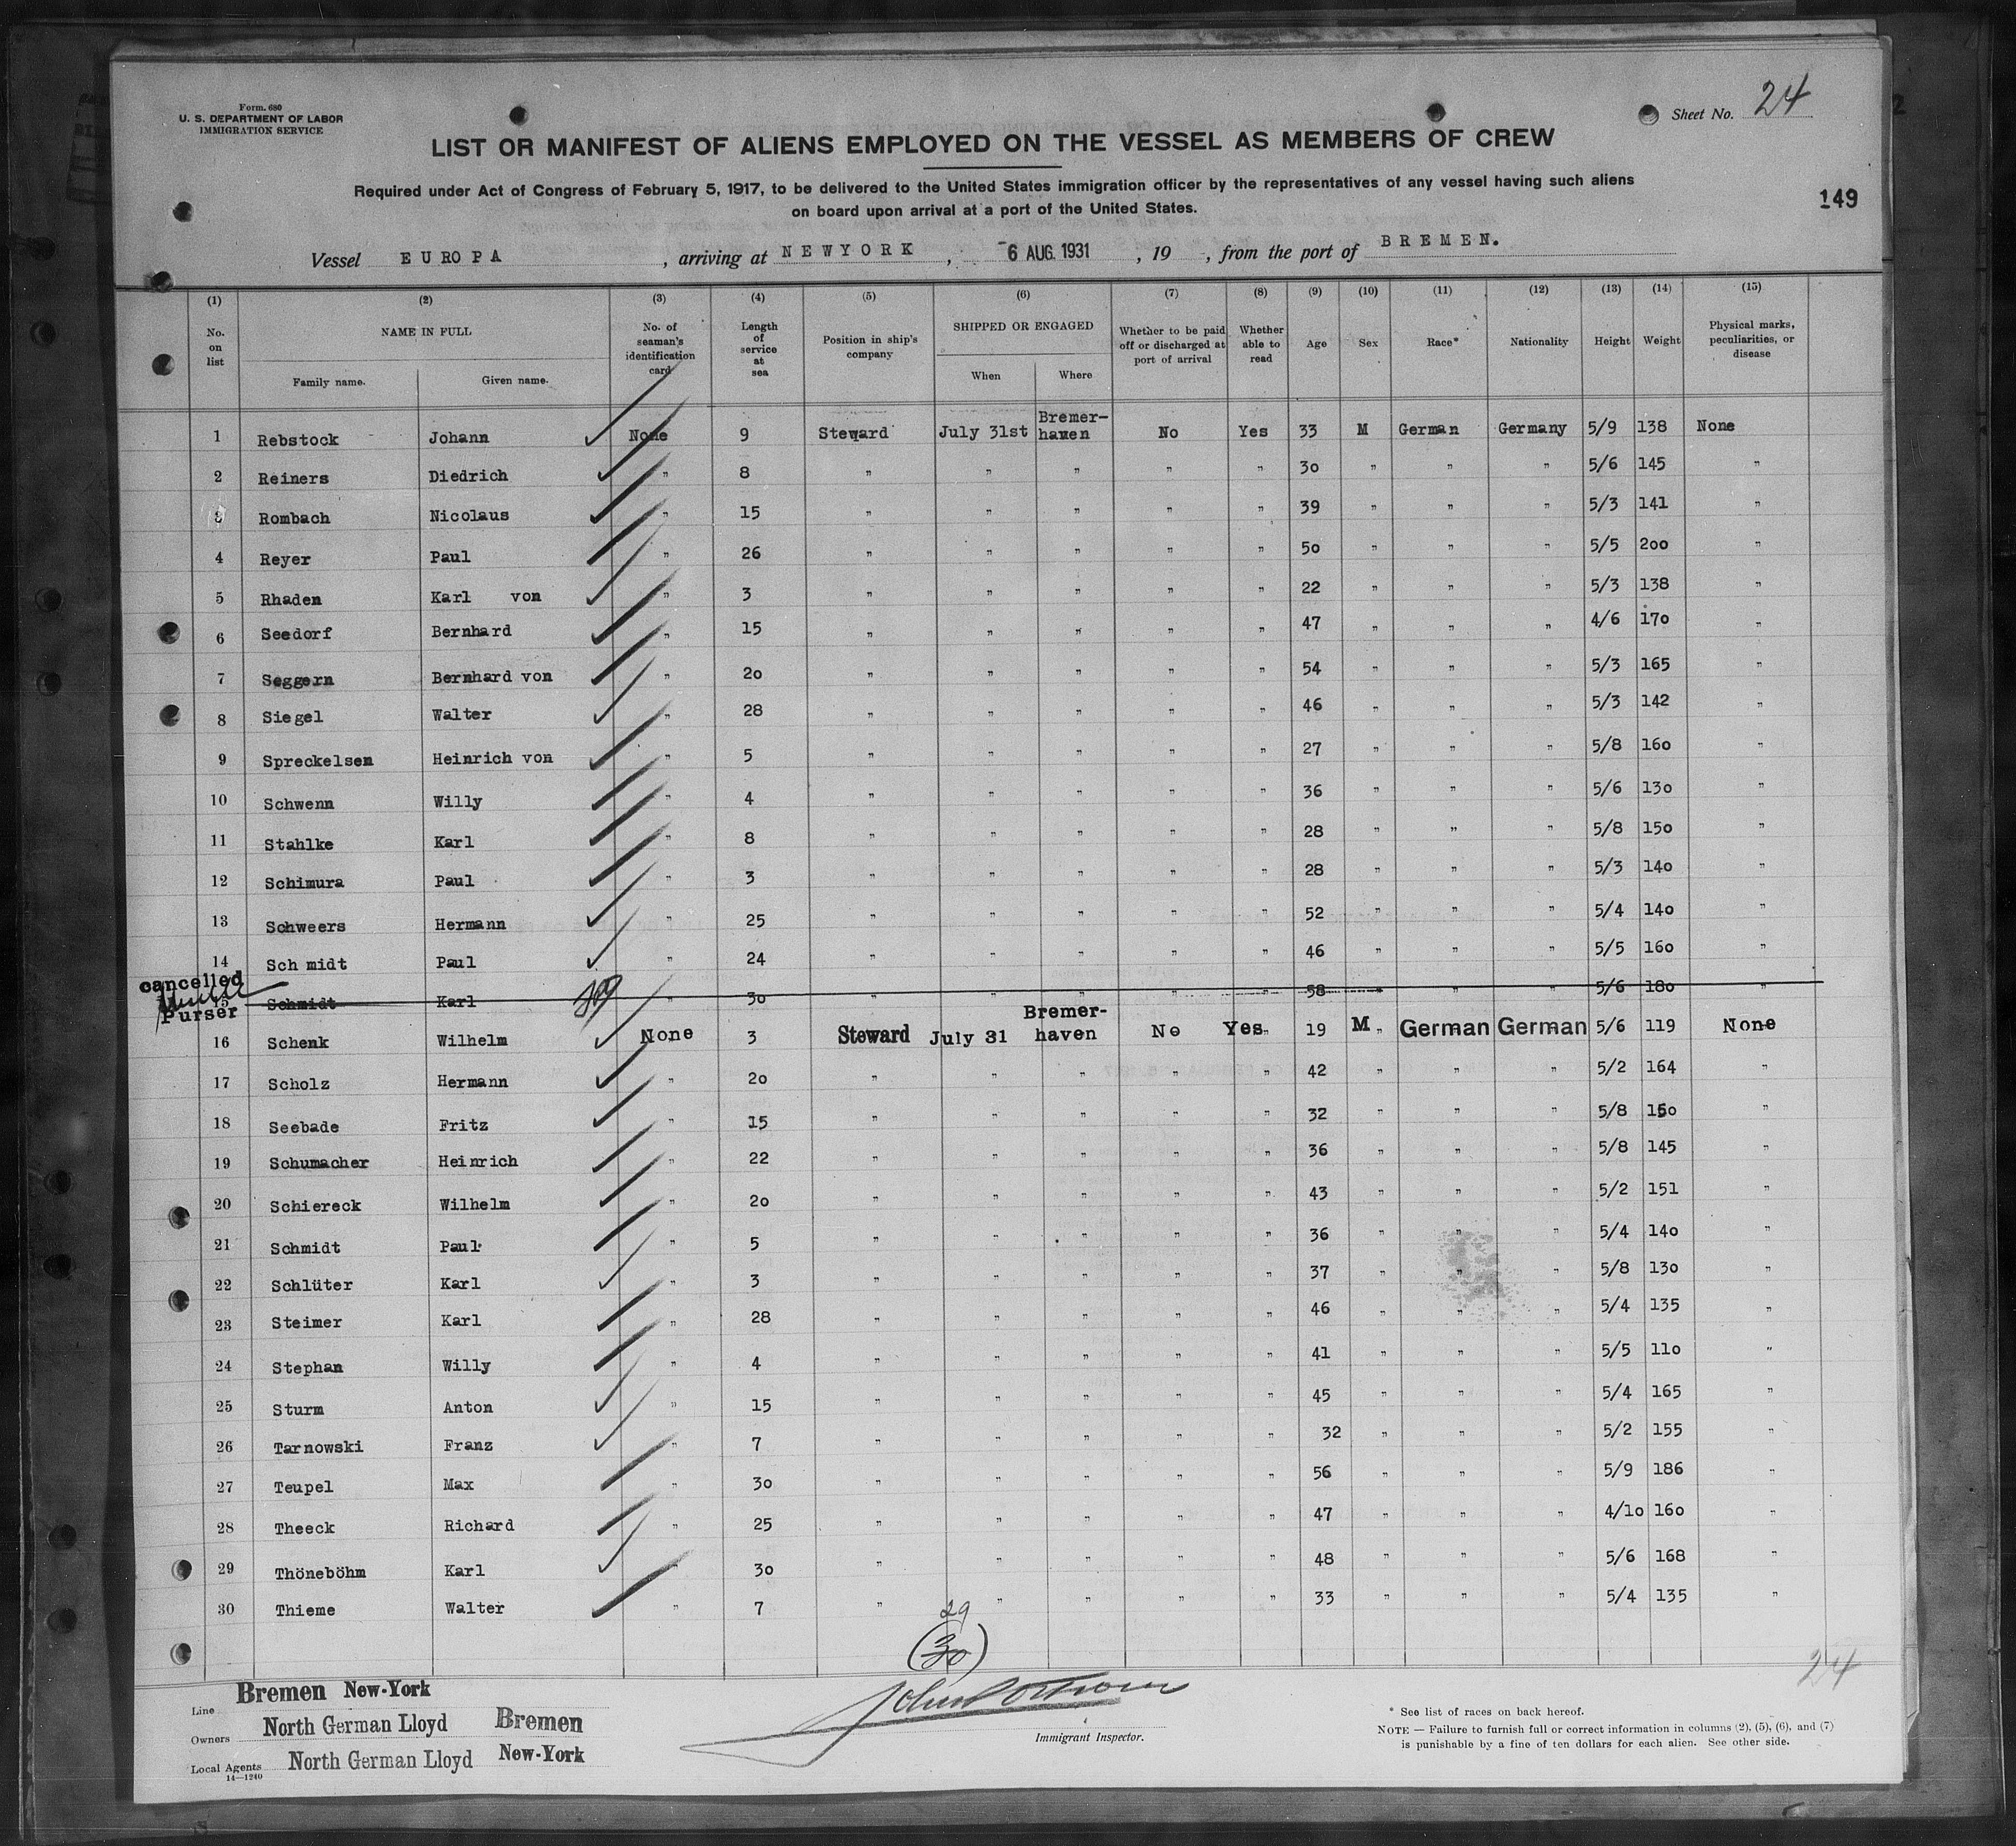 Form. 680
U. S. DEPARTMENT OF LABOR
IMMIGRATION SERVICE
Sheet No. 24
LIST OR MANIFEST OF ALIENS EMPLOYED ON THE VESSEL AS MEMBERS OF CREW
Required under Act of Congress of February 5, 1917, to be delivered to the United States immigration officer by the representatives of any vessel having such aliens
on board upon arrival at a port of the United States.
149
Vessel EUROPA , arriving at NEWYORK , 6 AUG. 1931 , 19 , from the port of BREMEN.
(1) (2) (3) (4) (5) (6) (7) (8) (9) (10) (11) (12) (13) (14) (15)
No. on list NAME IN FULL Family name. Given name. No. of seaman's identification card Length of service at sea Position in ship's company SHIPPED OR ENGAGED When Where Whether to be paid off or discharged at port of arrival Whether able to read Age Sex Race* Nationality Height Weight Physical marks, peculiarities, or disease
1 Rebstock Johann None 9 Steward July 31st Bremer-haven No Yes 33 M German Germany 5/9 138 None
2 Reiners Diedrich " 8 " " " " " 30 " " " 5/6 145 "
3 Rombach Nicolaus " 15 " " " " " 39 " " " 5/3 141 "
4 Reyer Paul " 26 " " " " " 50 " " " 5/5 200 "
5 Rhaden Karl von " 3 " " " " " 22 " " " 5/3 138 "
6 Seedorf Bernhard " 15 " " " " " 47 " " " 4/6 170 "
7 Seggern Bernhard von " 20 " " " " " 54 " " " 5/3 165 "
8 Siegel Walter " 28 " " " " " 46 " " " 5/3 142 "
9 Spreckelsen Heinrich von " 5 " " " " " 27 " " " 5/8 160 "
10 Schwenn Willy " 4 " " " " " 36 " " " 5/6 130 "
11 Stahlke Karl " 8 " " " " " 28 " " " 5/8 150 "
12 Schimura Paul " 3 " " " " " 28 " " " 5/3 140 "
13 Schweers Hermann " 25 " " " " " 52 " " " 5/4 140 "
14 Sch midt Paul " 24 " " " " " 46 " " " 5/5 160 "
cancelled
15 Schmidt Karl " 30 " " " " " 58 " " " 5/6 180 "
Purser
16 Schenk Wilhelm None 3 Steward July 31 Bremer-haven No Yes " 19 M " German German 5/6 119 None
17 Scholz Hermann " 20 " " " " " 42 " " " 5/2 164 "
18 Seebade Fritz " 15 " " " " " 32 " " " 5/8 150 "
19 Schumacher Heinrich " 22 " " " " " 36 " " " 5/8 145 "
20 Schiereck Wilhelm " 20 " " " " " 43 " " " 5/2 151 "
21 Schmidt Paul " 5 " " " " " 36 " " " 5/4 140 "
22 Schlüter Karl " 3 " " " " " 37 " " " 5/8 130 "
23 Steimer Karl " 28 " " " " " 46 " " " 5/4 135 "
24 Stephan Willy " 4 " " " " " 41 " " " 5/5 110 "
25 Sturm Anton " 15 " " " " " 45 " " " 5/4 165 "
26 Tarnowski Franz " 7 " " " " " 32 " " " 5/2 155 "
27 Teupel Max " 30 " " " " " 56 " " " 5/9 186 "
28 Theeck Richard " 25 " " " " " 47 " " " 4/10 160 "
29 Thöneböhm Karl " 30 " " " " " 48 " " " 5/6 168 "
30 Thieme Walter " 7 " " " " " 33 " " " 5/4 135 "
29
(30)
24
Line Bremen New-York
Owners North German Lloyd Bremen
Local Agents North German Lloyd New-York
14—1240
Immigrant Inspector.
* See list of races on back hereof.
NOTE — Failure to furnish full or correct information in columns (2), (5), (6), and (7)
is punishable by a fine of ten dollars for each alien. See other side.